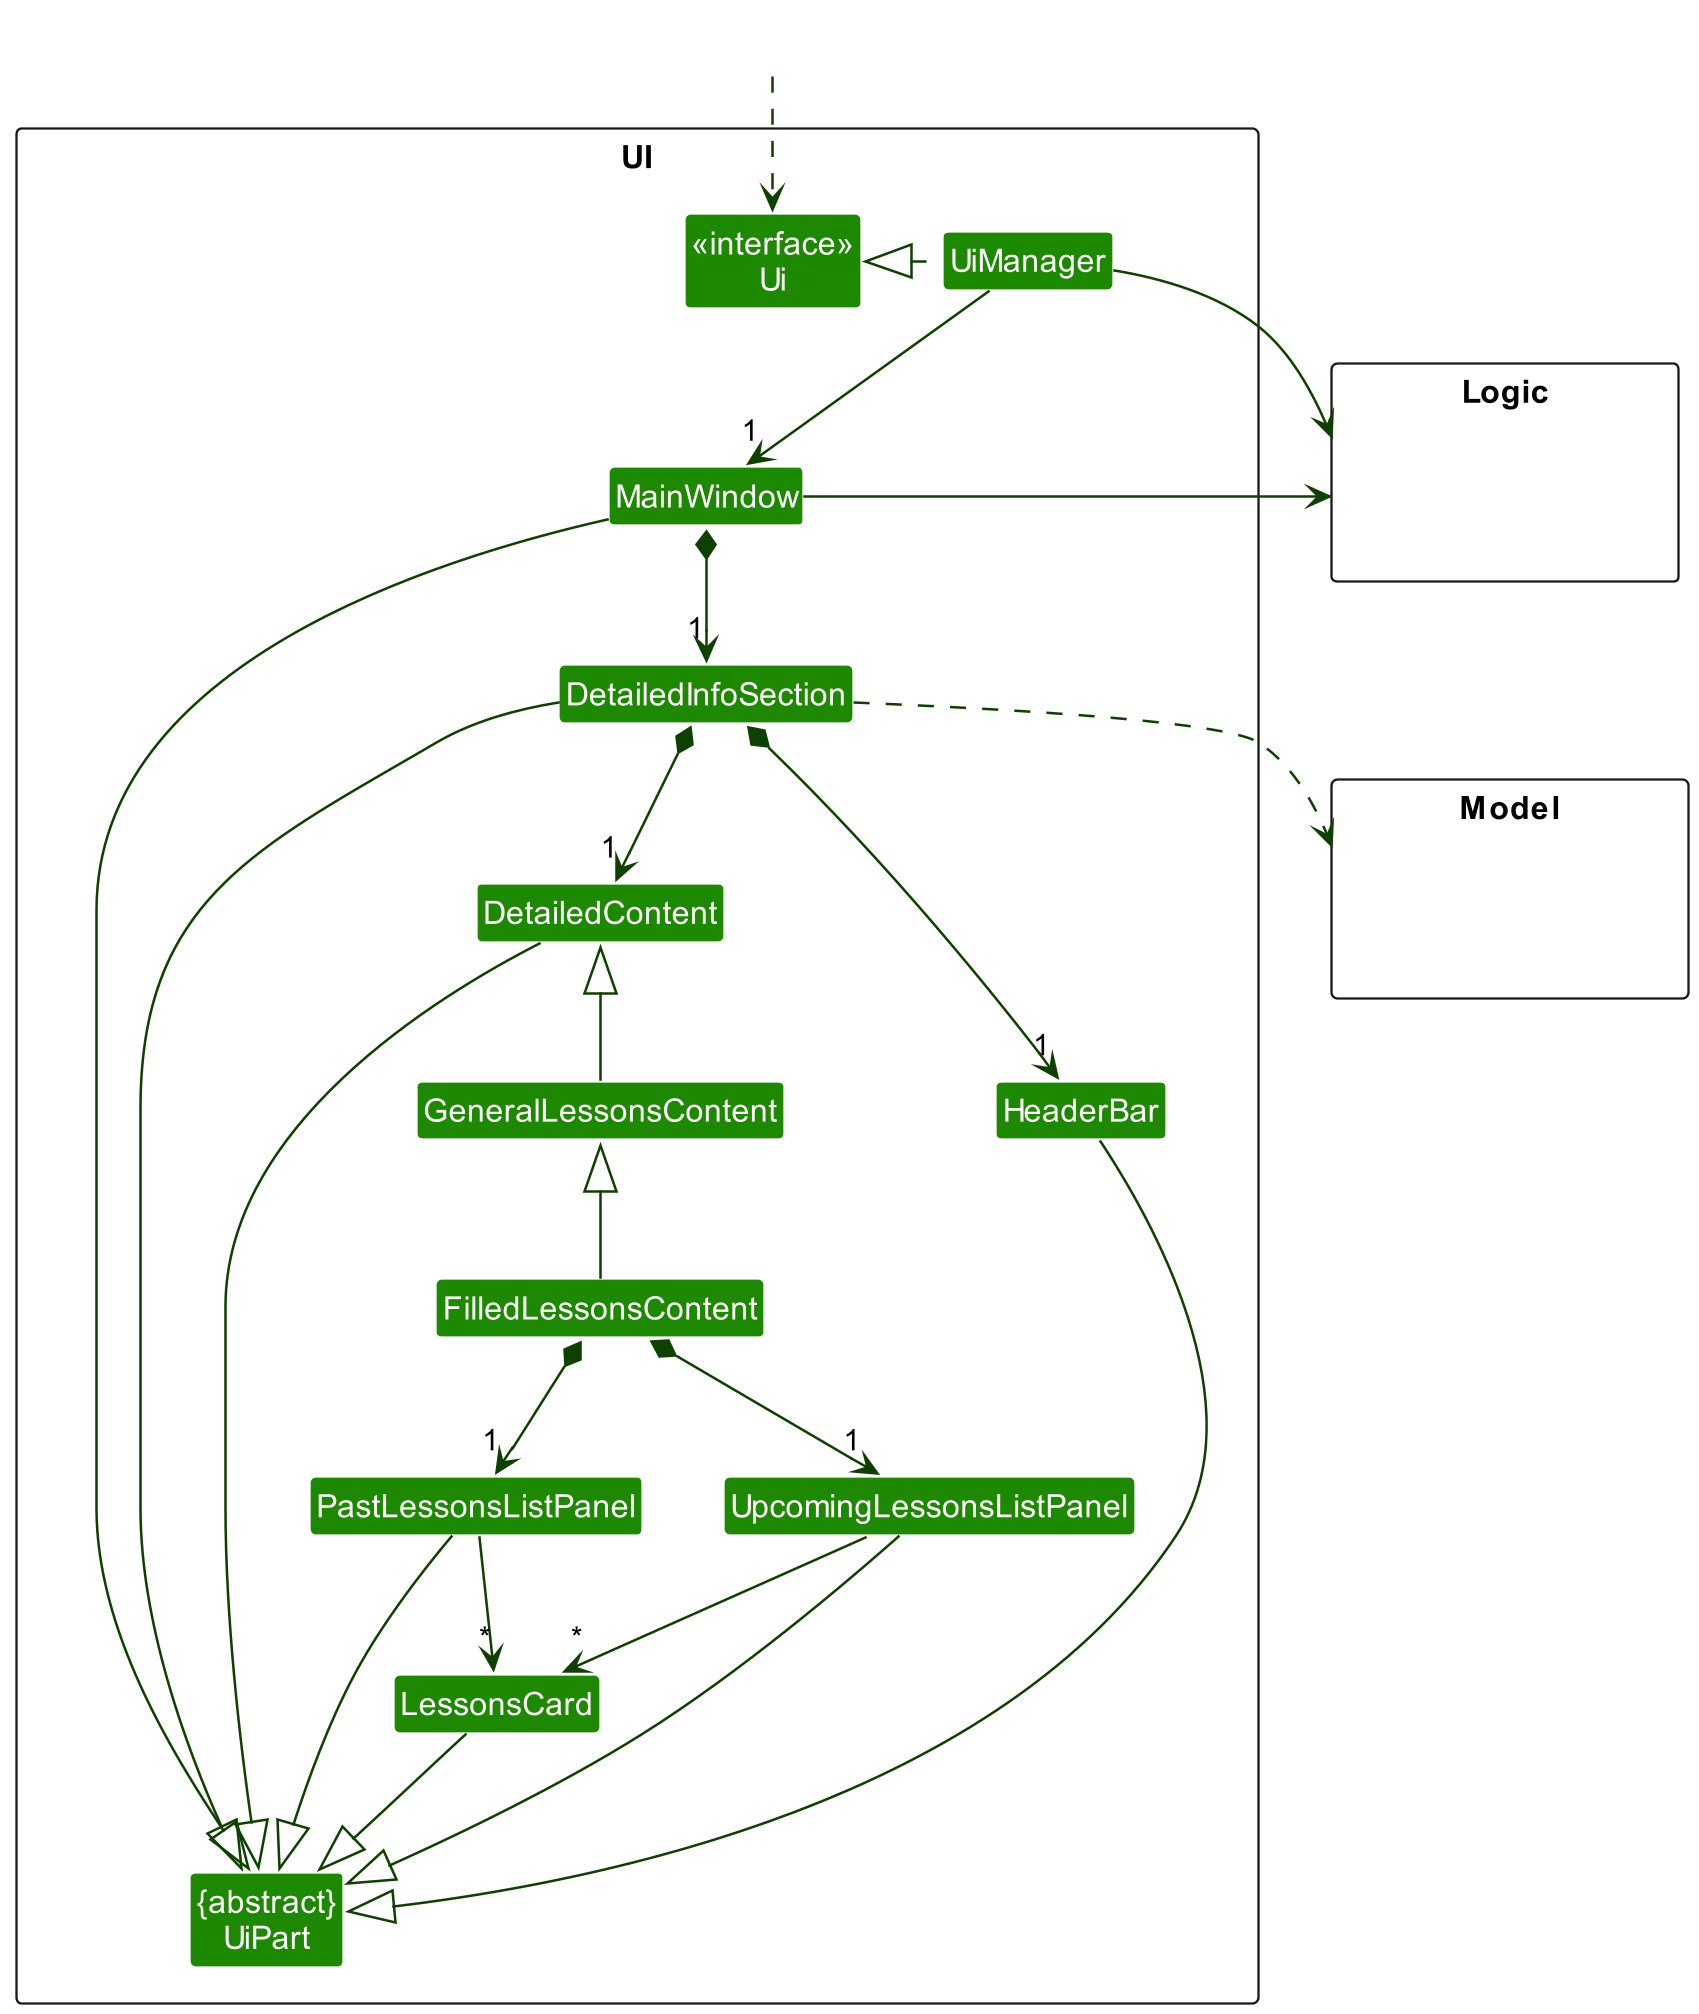 UI
«interface»
Ui
UiManager
Logic
1
MainWindow
1
DetailedInfoSection
Model
1
DetailedContent
1
GeneralLessonsContent
HeaderBar
FilledLessonsContent
1
1
PastLessonsListPanel
UpcomingLessonsListPanel
*
*
LessonsCard
{abstract}
UiPart